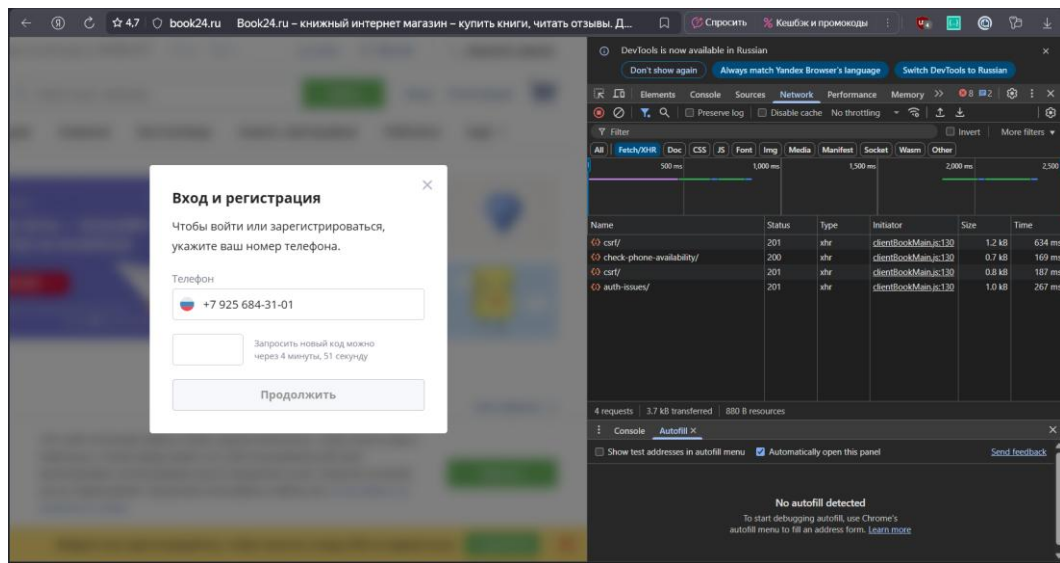 4,7 book24.ru Book24.ru – книжный интернет магазин – купить книги, читать отзывы. Д... Спросить Кешбэк и промокоды
DevTools is now available in Russian
Don't show again Always match Yandex Browser's language Switch DevTools to Russian
Elements Console Sources Network Performance Memory 8 2
Preserve log Disable cache No throttling
Filter Invert More filters
All Fetch/XHR Doc CSS JS Font Img Media Manifest Socket Wasm Other
500 ms 1,000 ms 1,500 ms 2,000 ms 2,500
Name Status Type Initiator Size Time
csrf/ 201 xhr clientBookMain.js:130 1.2 kB 634 ms
check-phone-availability/ 200 xhr clientBookMain.js:130 0.7 kB 169 ms
csrf/ 201 xhr clientBookMain.js:130 0.8 kB 187 ms
auth-issues/ 201 xhr clientBookMain.js:130 1.0 kB 267 ms
4 requests 3.7 kB transferred 880 B resources
Console Autofill
Show test addresses in autofill menu Automatically open this panel Send feedback
No autofill detected
To start debugging autofill, use Chrome's
autofill menu to fill an address form. Learn more
Вход и регистрация
Чтобы войти или зарегистрироваться,
укажите ваш номер телефона.
Телефон
+7 925 684-31-01
Запросить новый код можно
через 4 минуты, 51 секунду
Продолжить